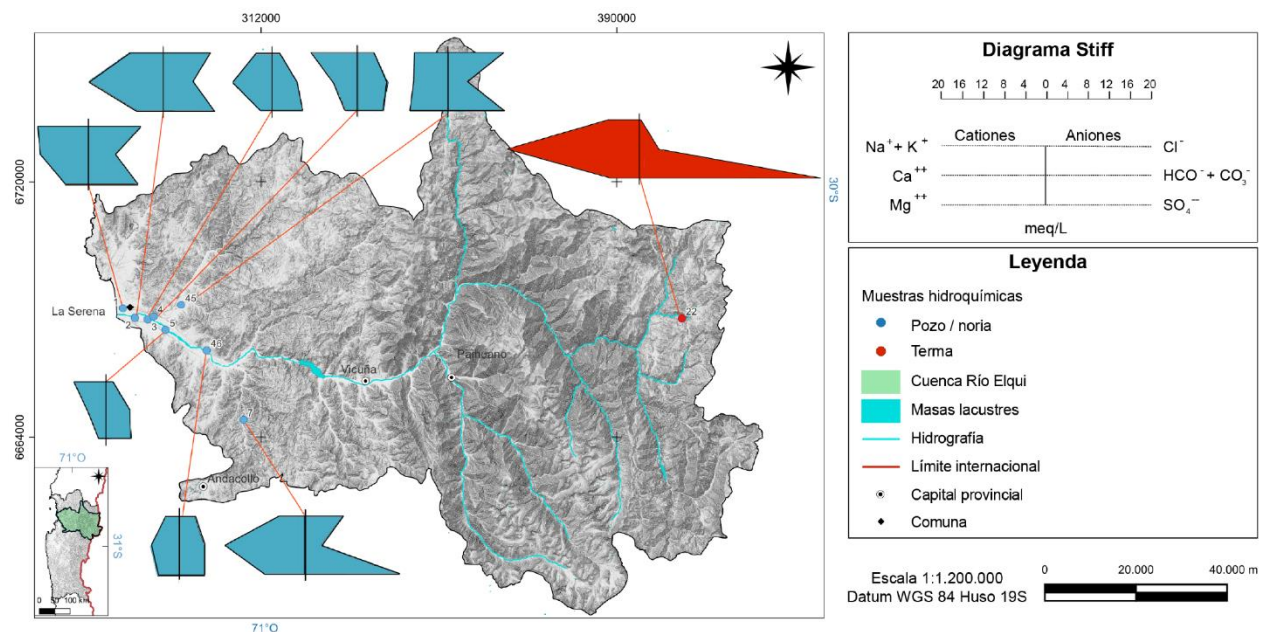 312000
390000
6720000
6664000
30°S
71°O
La Serena
1
2
3
4
5
45
46
7
22
Vicuña
Paihuano
Andacollo
71°O
31°S
0 50 100 km
Diagrama Stiff
20 16 12 8 4 0 4 8 12 16 20
Cationes Aniones
Na⁺+ K⁺ Cl⁻
Ca⁺⁺ HCO⁻ + CO₃⁻
Mg⁺⁺ SO₄⁻⁻
meq/L
Leyenda
Muestras hidroquímicas
Pozo / noria
Terma
Cuenca Río Elqui
Masas lacustres
Hidrografía
Límite internacional
Capital provincial
Comuna
Escala 1:1.200.000
Datum WGS 84 Huso 19S
0 20.000 40.000 m